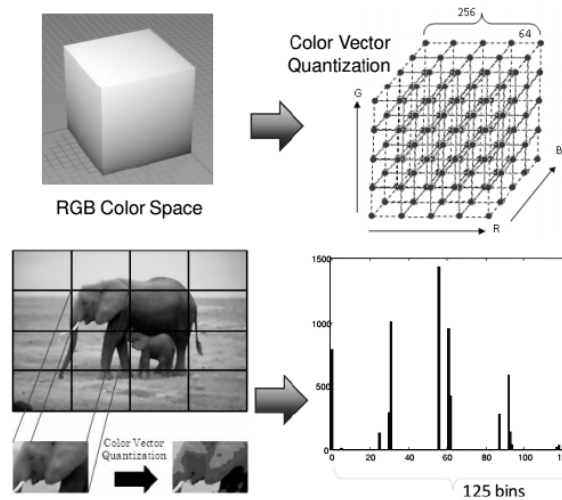 256
64
Color Vector
Quantization
G
B
R
RGB Color Space
1500
1000
500
0
0 20 40 60 80 100
Color Vector
Quantization
125 bins